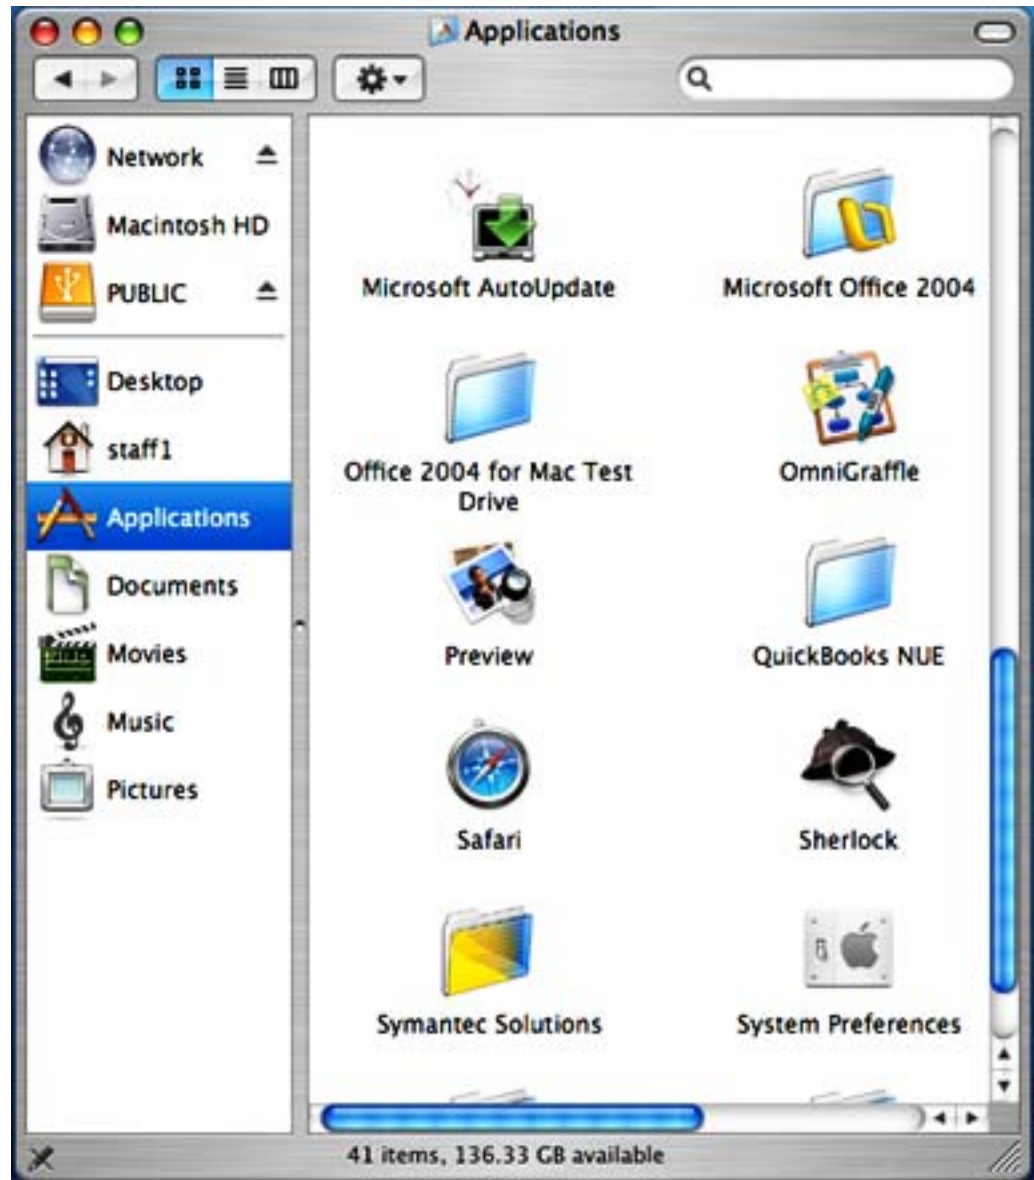 Applications
Network
Macintosh HD
PUBLIC
Desktop
staff1
Applications
Documents
Movies
Music
Pictures
Microsoft AutoUpdate
Microsoft Office 2004
Office 2004 for Mac Test
Drive
OmniGraffle
Preview
QuickBooks NUE
Safari
Sherlock
Symantec Solutions
System Preferences
41 items, 136.33 GB available